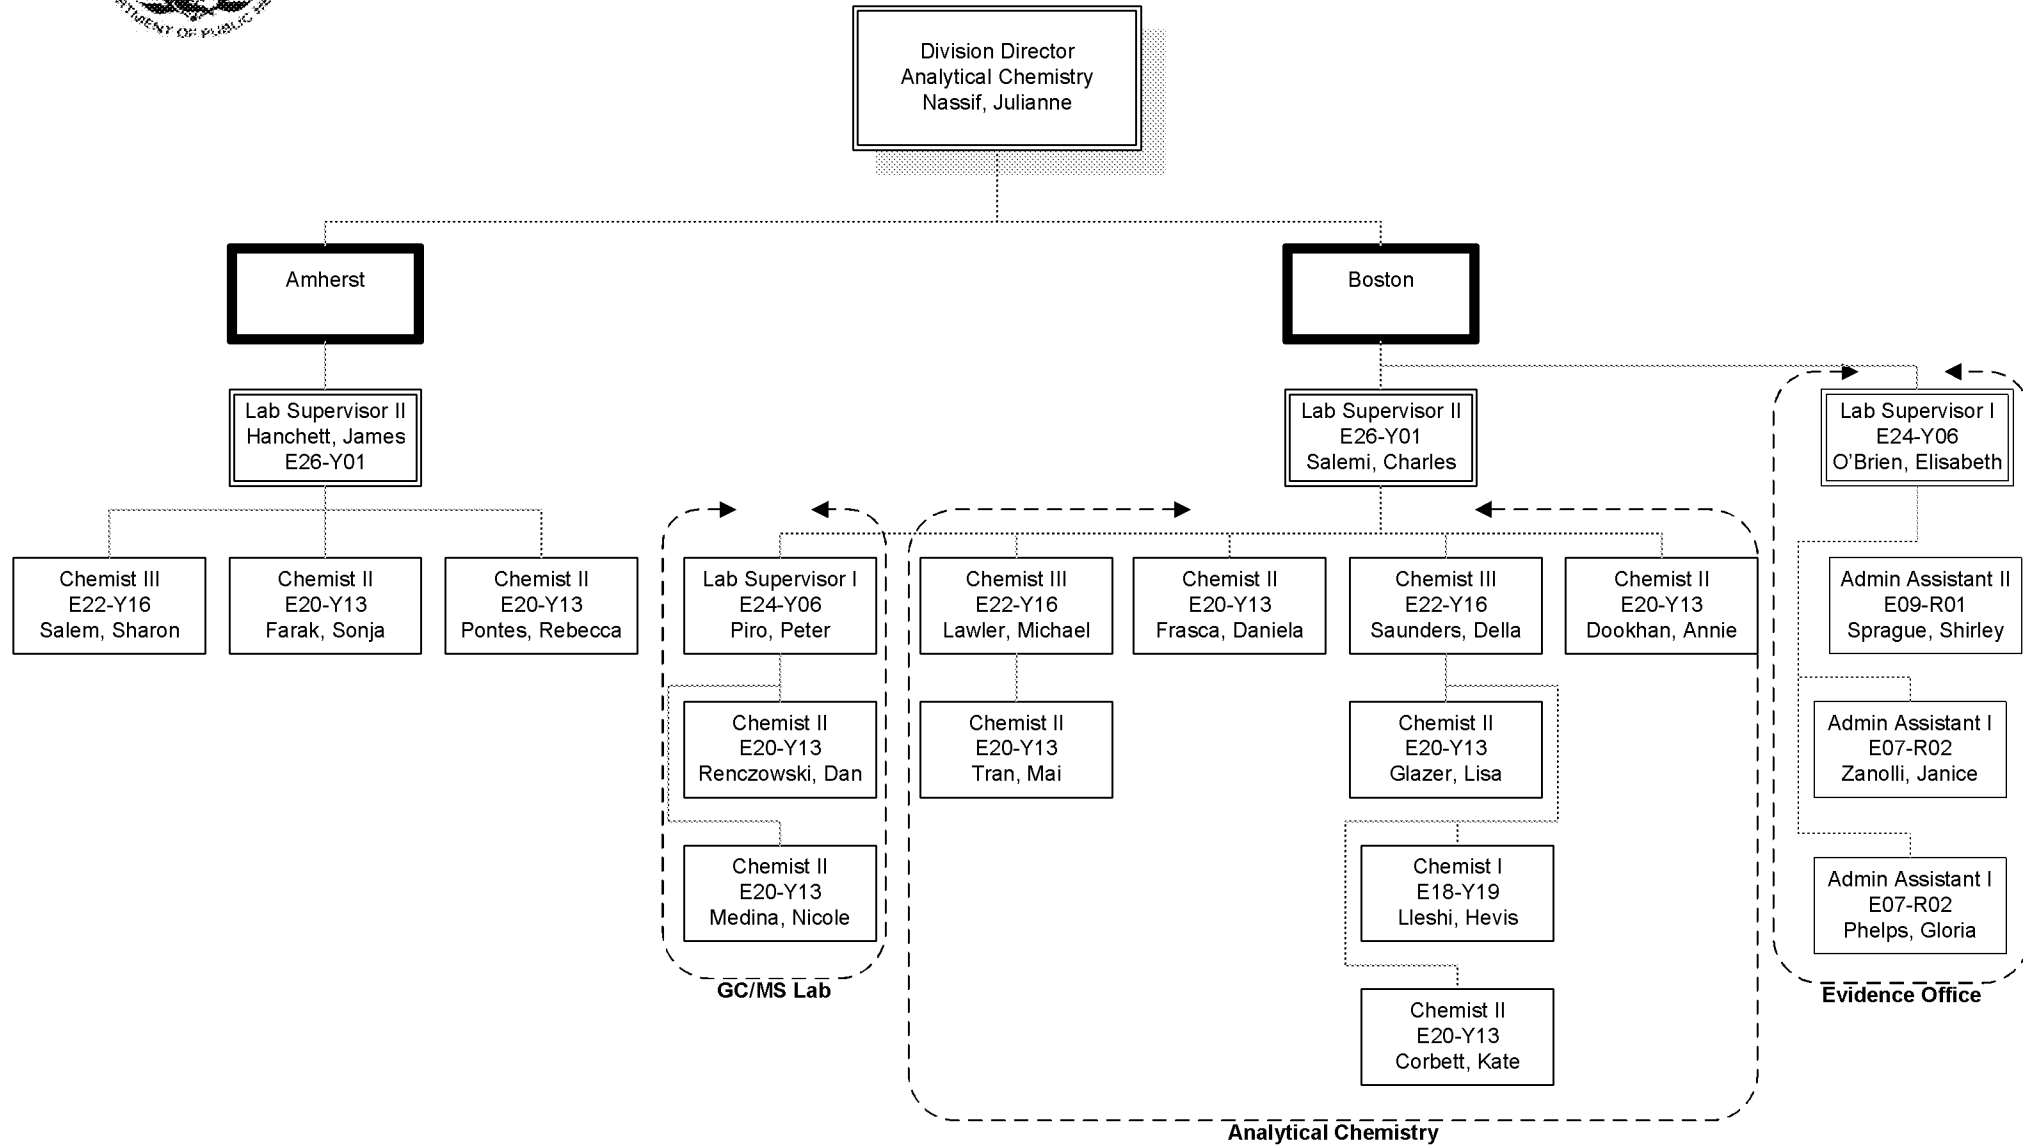 TMENT OF PUBLIC HE
Division Director
Analytical Chemistry
Nassif, Julianne
Amherst
Boston
Lab Supervisor II
Hanchett, James
E26-Y01
Lab Supervisor II
E26-Y01
Salemi, Charles
Lab Supervisor I
E24-Y06
O'Brien, Elisabeth
Chemist III
E22-Y16
Salem, Sharon
Chemist II
E20-Y13
Farak, Sonja
Chemist II
E20-Y13
Pontes, Rebecca
Lab Supervisor I
E24-Y06
Piro, Peter
Chemist III
E22-Y16
Lawler, Michael
Chemist II
E20-Y13
Frasca, Daniela
Chemist III
E22-Y16
Saunders, Della
Chemist II
E20-Y13
Dookhan, Annie
Admin Assistant II
E09-R01
Sprague, Shirley
Chemist II
E20-Y13
Renczowski, Dan
Chemist II
E20-Y13
Tran, Mai
Chemist II
E20-Y13
Glazer, Lisa
Admin Assistant I
E07-R02
Zanolli, Janice
Chemist II
E20-Y13
Medina, Nicole
Chemist I
E18-Y19
Lleshi, Hevis
Admin Assistant I
E07-R02
Phelps, Gloria
GC/MS Lab
Evidence Office
Chemist II
E20-Y13
Corbett, Kate
Analytical Chemistry